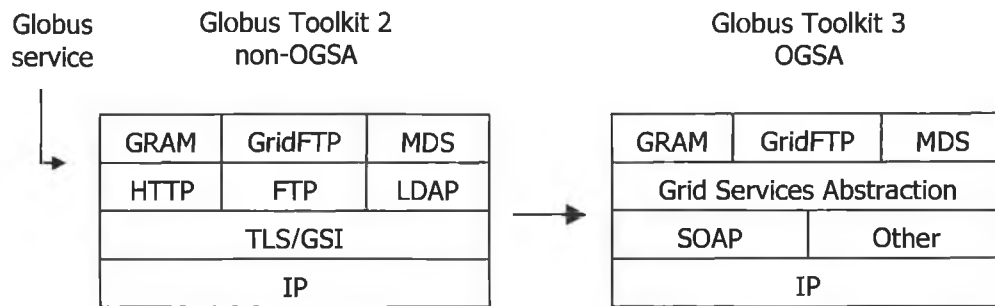 Globus
service
Globus Toolkit 2
non-OGSA
Globus Toolkit 3
OGSA
GRAM GridFTP MDS
HTTP FTP LDAP
TLS/GSI
IP
GRAM GridFTP MDS
Grid Services Abstraction
SOAP Other
IP